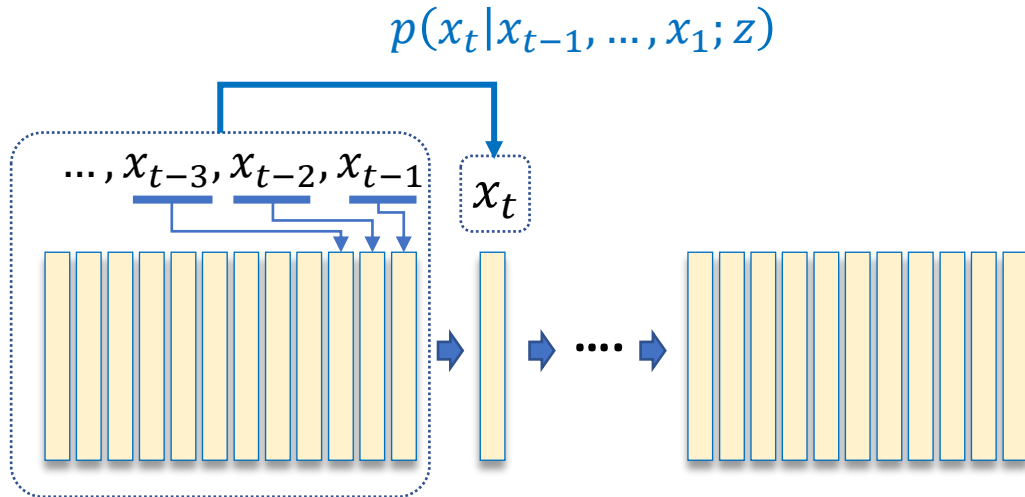 p(x_t|x_{t−1}, …, x_1; z)
…, x_{t−3}, x_{t−2}, x_{t−1}
x_t
····